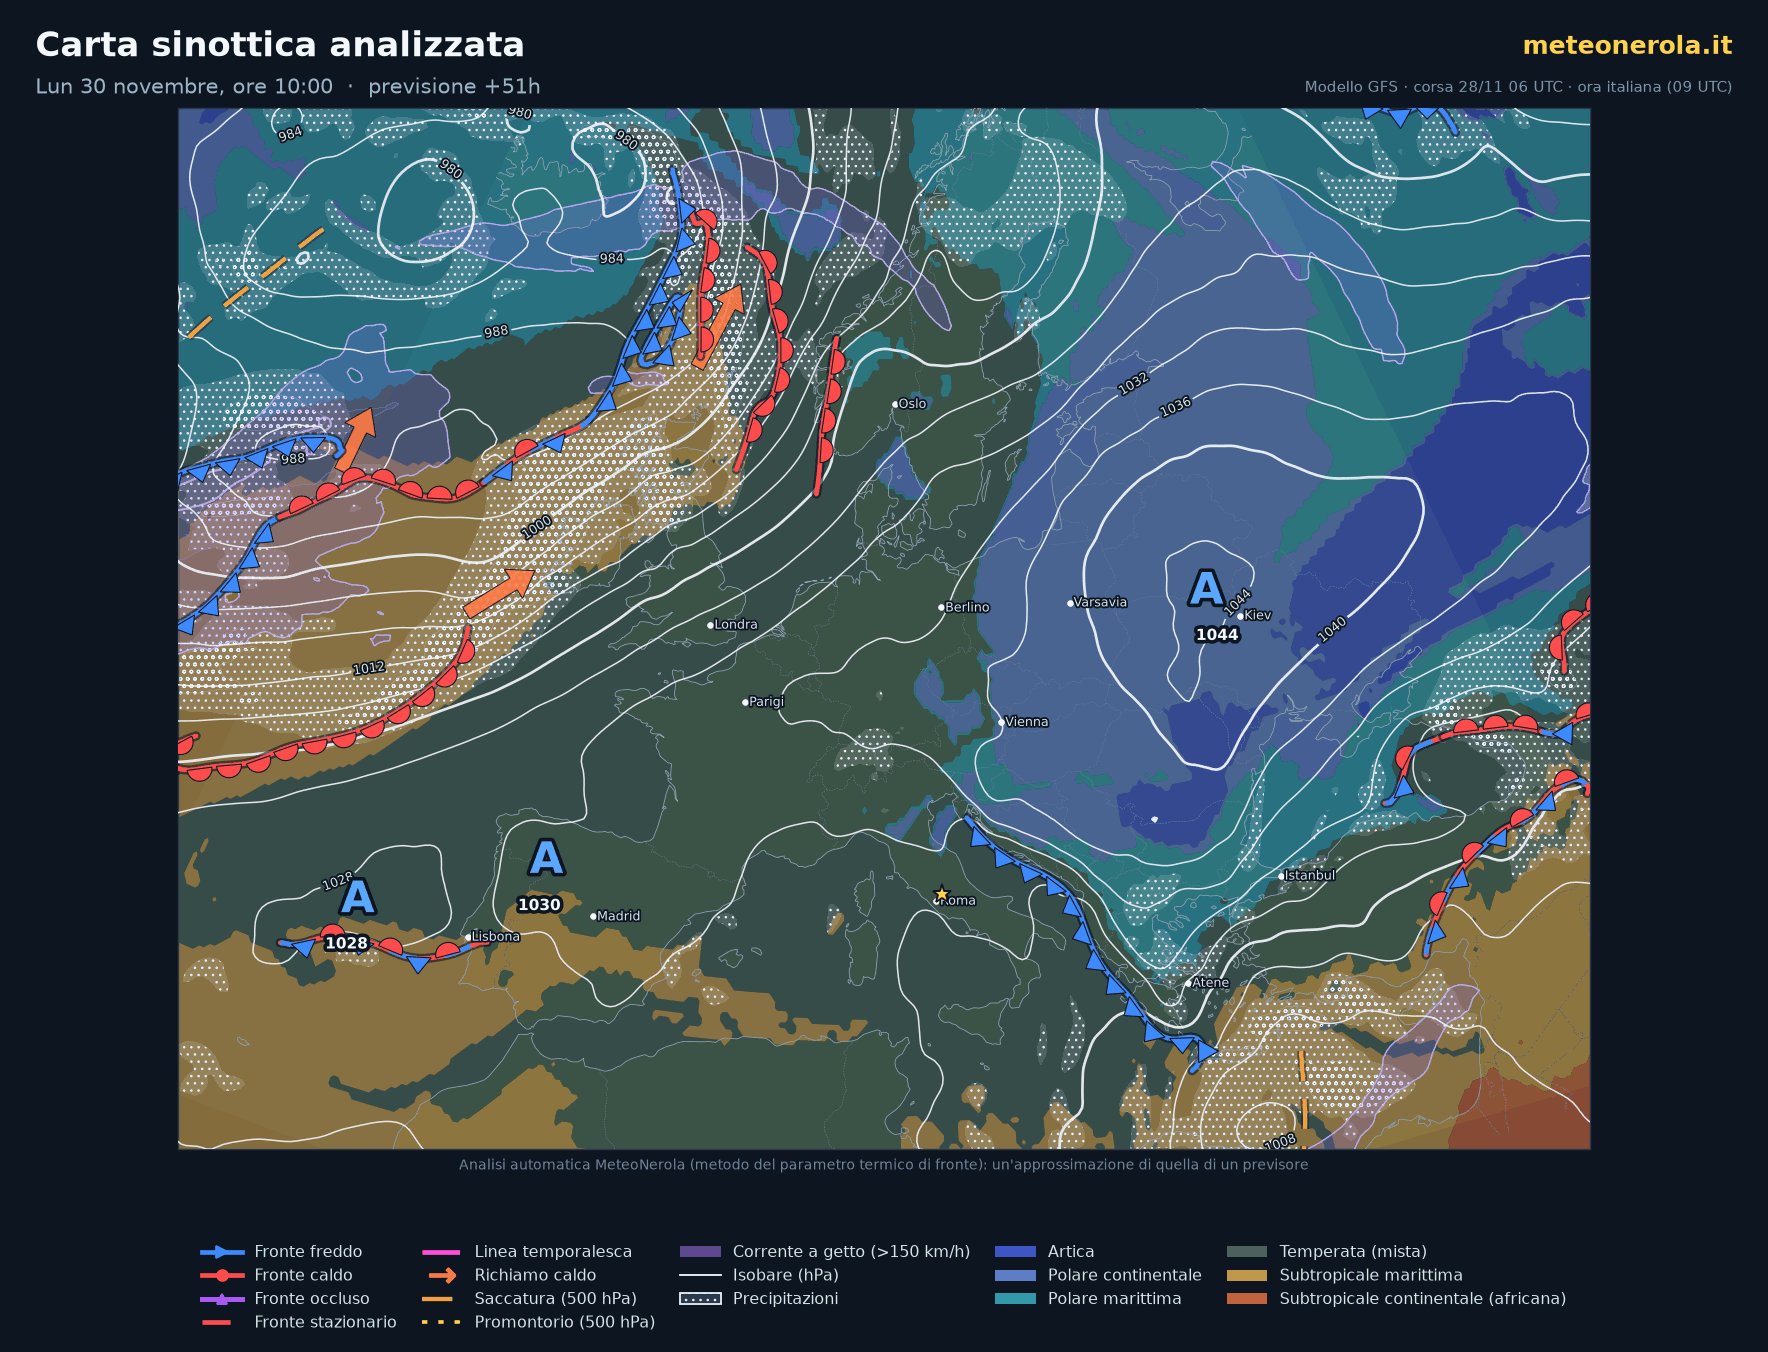 Carta sinottica analizzata
meteonerola.it
Lun 30 novembre, ore 10:00 · previsione +51h
Modello GFS · corsa 28/11 06 UTC · ora italiana (09 UTC)
980
984
980
980
984
988
1032
1036
Oslo
988
1000
1044
Berlino
Varsavia
A
Kiev
1044
1040
Londra
1012
Parigi
Vienna
A
1028
A
1030
Istanbul
Roma
Madrid
Lisbona
1028
Atene
1008
Analisi automatica MeteoNerola (metodo del parametro termico di fronte): un'approssimazione di quella di un previsore
Fronte freddo
Fronte caldo
Fronte occluso
Fronte stazionario
Linea temporalesca
Richiamo caldo
Saccatura (500 hPa)
Promontorio (500 hPa)
Corrente a getto (>150 km/h)
Isobare (hPa)
Precipitazioni
Artica
Polare continentale
Polare marittima
Temperata (mista)
Subtropicale marittima
Subtropicale continentale (africana)